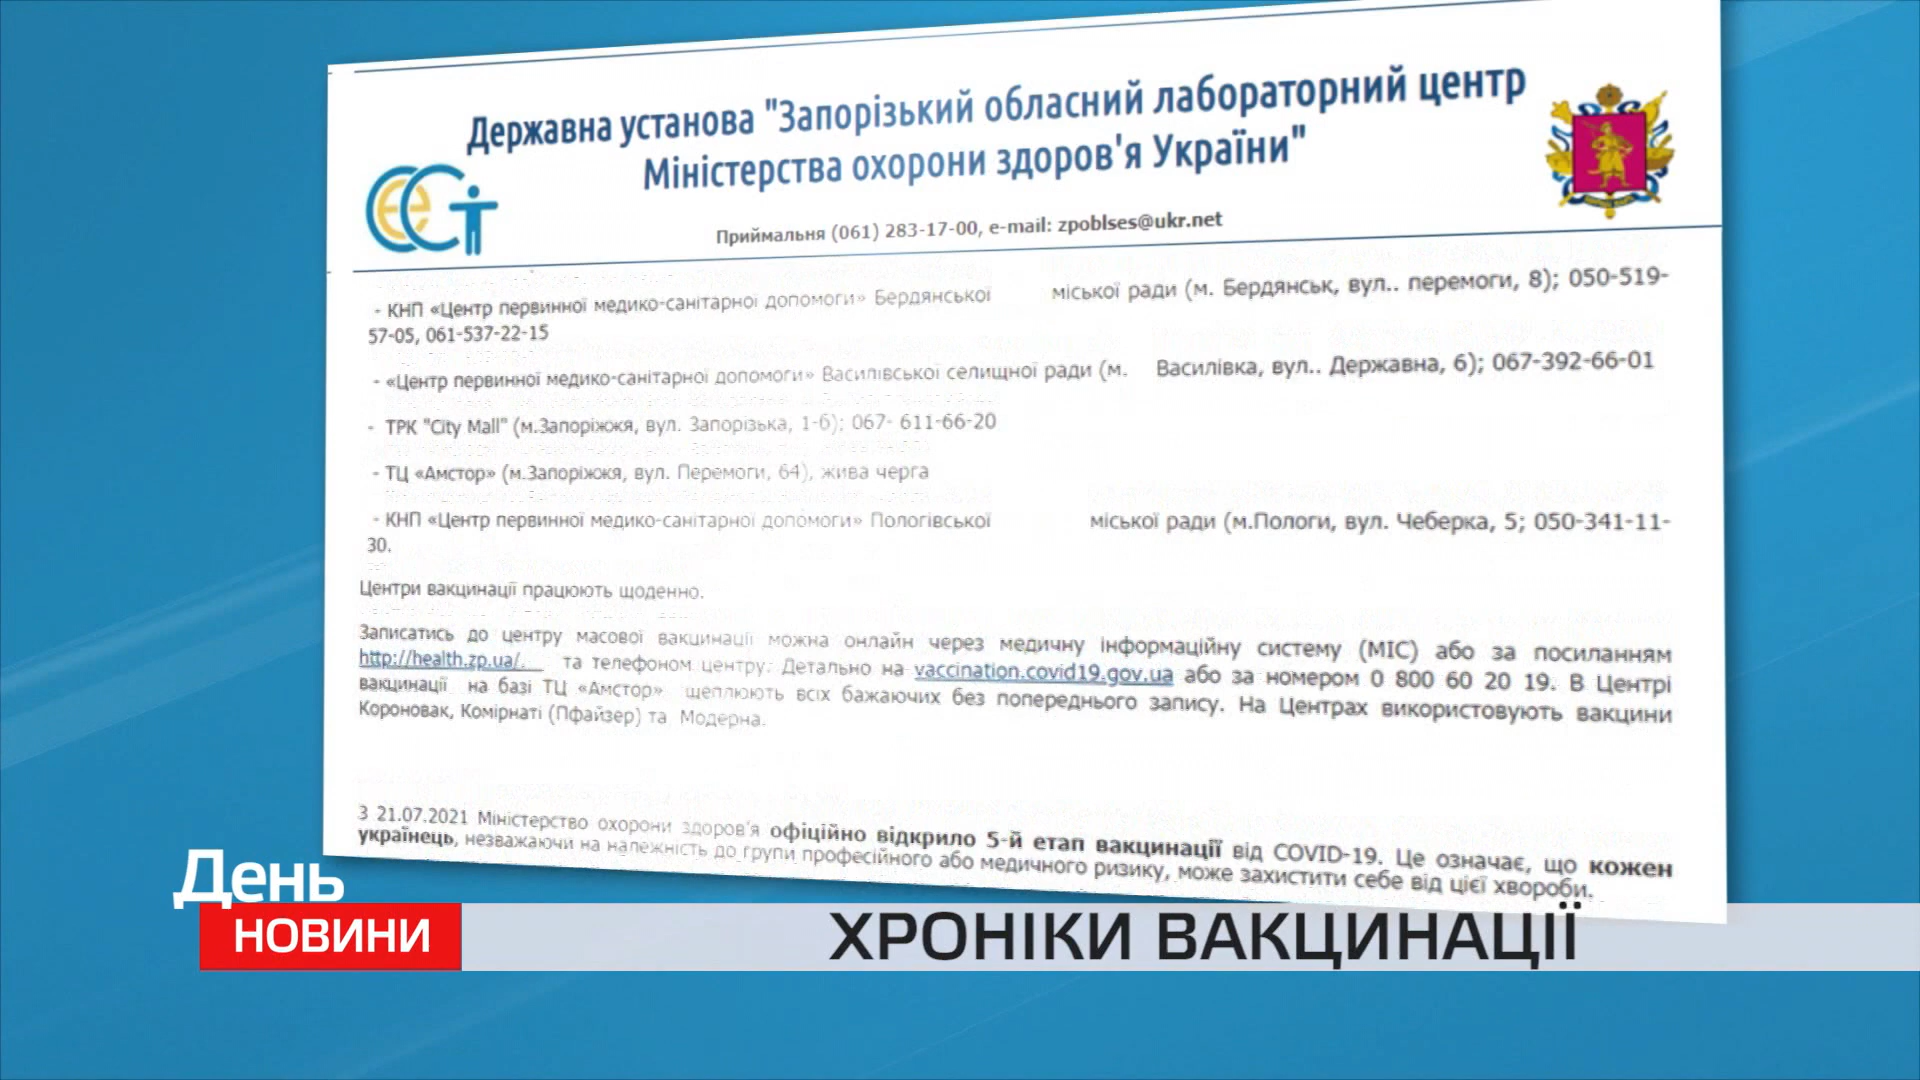 Державна установа "Запорізький обласний лабораторний центр
Міністерства охорони здоров'я України"
Приймальня (061) 283-17-00, e-mail: zpoblses@ukr.net
- КНП «Центр первинної медико-санітарної допомоги» Бердянської міської ради (м. Бердянськ, вул.. перемоги, 8); 050-519-
57-05, 061-537-22-15
- «Центр первинної медико-санітарної допомоги» Василівської селищної ради (м. Василівка, вул.. Державна, 6); 067-392-66-01
- ТРК "City Mall" (м.Запоріжжя, вул. Запорізька, 1-б); 067- 611-66-20
- ТЦ «Амстор» (м.Запоріжжя, вул. Перемоги, 64), жива черга
- КНП «Центр первинної медико-санітарної допомоги» Пологівської міської ради (м.Пологи, вул. Чеберка, 5; 050-341-11-
30.
Центри вакцинації працюють щоденно.
Записатись до центру масової вакцинації можна онлайн через медичну інформаційну систему (МІС) або за посиланням
http://health.zp.ua/. та телефоном центру. Детально на vaccination.covid19.gov.ua або за номером 0 800 60 20 19. В Центрі
вакцинації на базі ТЦ «Амстор» щеплюють всіх бажаючих без попереднього запису. На Центрах використовують вакцини
Короновак, Комірнаті (Пфайзер) та Модерна.
З 21.07.2021 Міністерство охорони здоров'я офіційно відкрило 5-й етап вакцинації від COVID-19. Це означає, що кожен
українець, незважаючи на належність до групи професійного або медичного ризику, може захистити себе від цієї хвороби.
День
НОВИНИ
ХРОНІКИ ВАКЦИНАЦІЇ